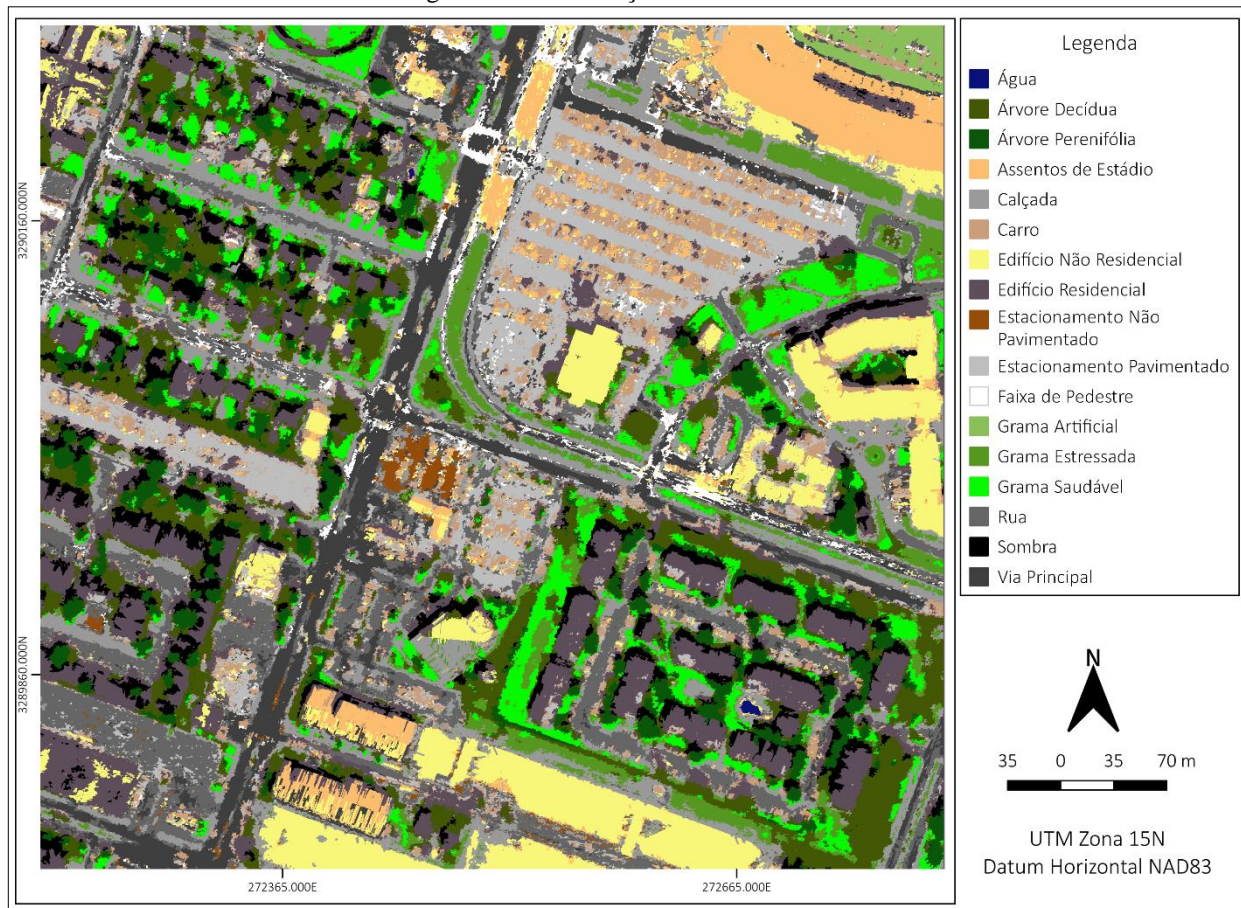 Legenda
Água
Árvore Decídua
Árvore Perenifólia
Assentos de Estádio
Calçada
Carro
Edifício Não Residencial
Edifício Residencial
Estacionamento Não
Pavimentado
Estacionamento Pavimentado
Faixa de Pedestre
Grama Artificial
Grama Estressada
Grama Saudável
Rua
Sombra
Via Principal
3290160.000N
3289860.000N
272365.000E
272665.000E
N
35 0 35 70 m
UTM Zona 15N
Datum Horizontal NAD83